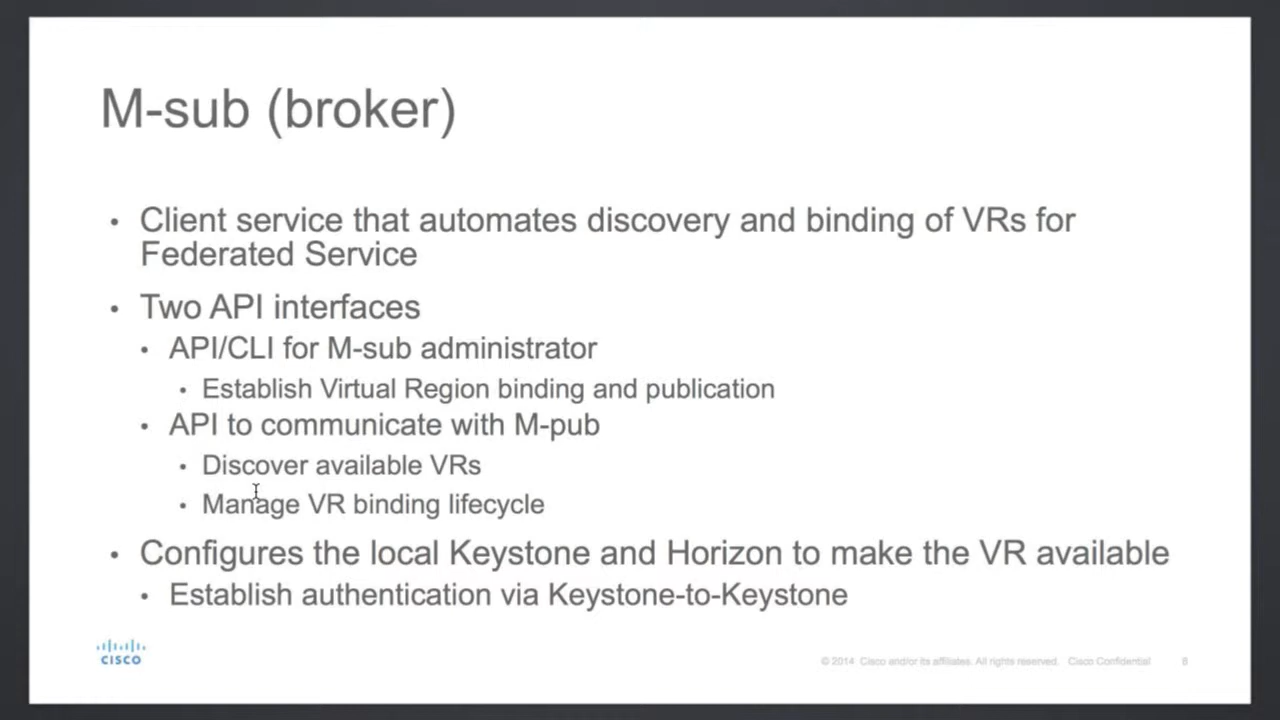 M-sub (broker)
• Client service that automates discovery and binding of VRs for
Federated Service
• Two API interfaces
• API/CLI for M-sub administrator
• Establish Virtual Region binding and publication
• API to communicate with M-pub
• Discover available VRs
• Manage VR binding lifecycle
• Configures the local Keystone and Horizon to make the VR available
• Establish authentication via Keystone-to-Keystone
CISCO
© 2014 Cisco and/or its affiliates. All rights reserved. Cisco Confidential 8